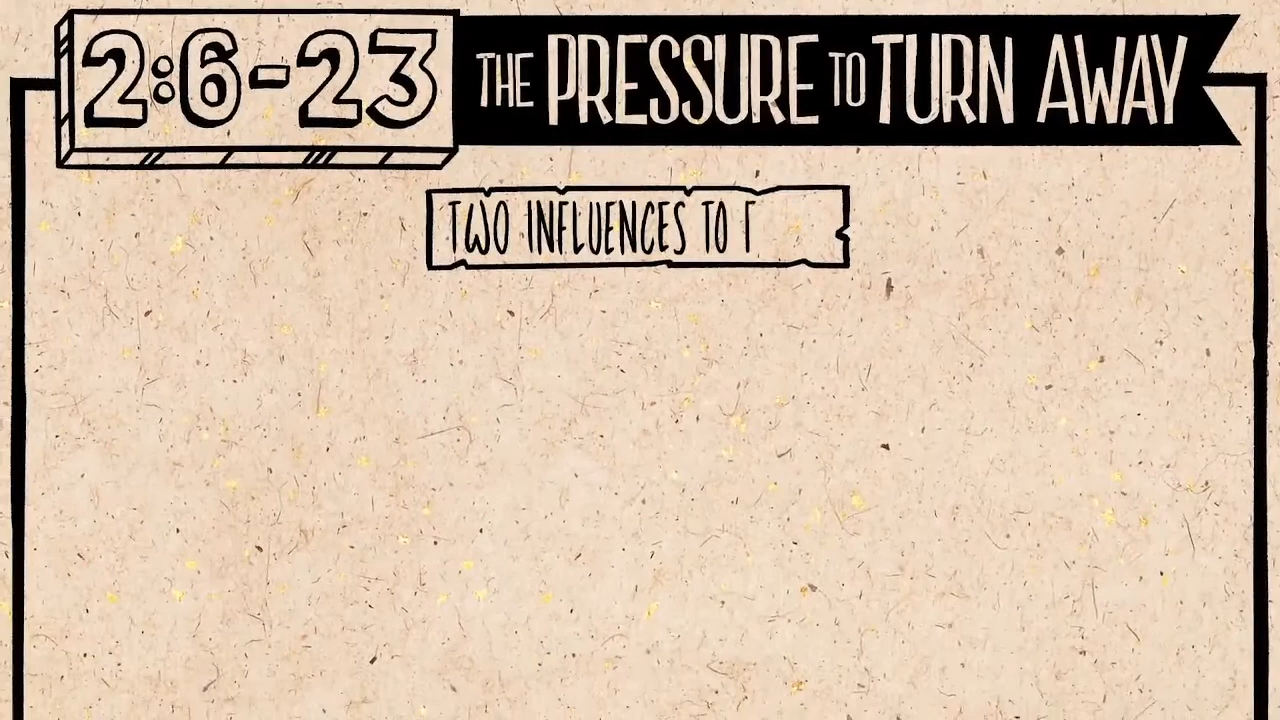 2:6-23 THE PRESSURE TO TURN AWAY
TWO INFLUENCES TO